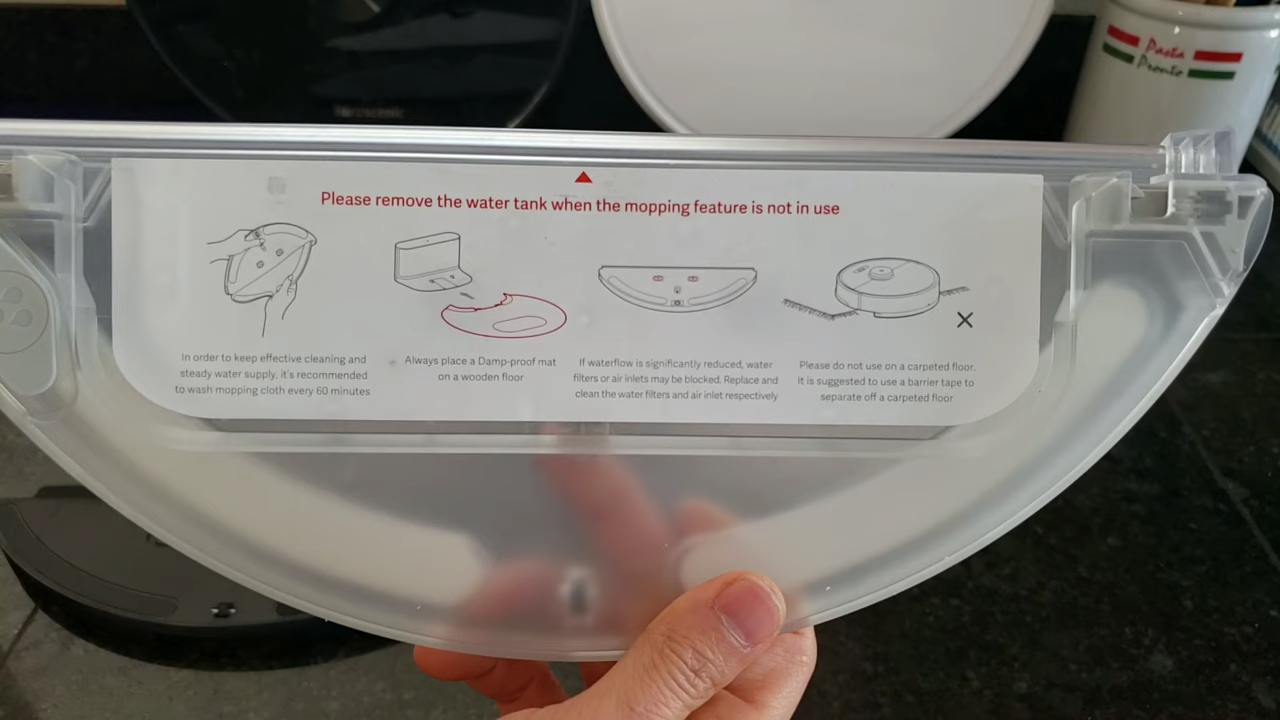 Pasta
Pronto
Please remove the water tank when the mopping feature is not in use
In order to keep effective cleaning and
steady water supply, it's recommended
to wash mopping cloth every 60 minutes
Always place a Damp-proof mat
on a wooden floor
If waterflow is significantly reduced, water
filters or air inlets may be blocked. Replace and
clean the water filters and air inlet respectively
Please do not use on a carpeted floor.
It is suggested to use a barrier tape to
separate off a carpeted floor